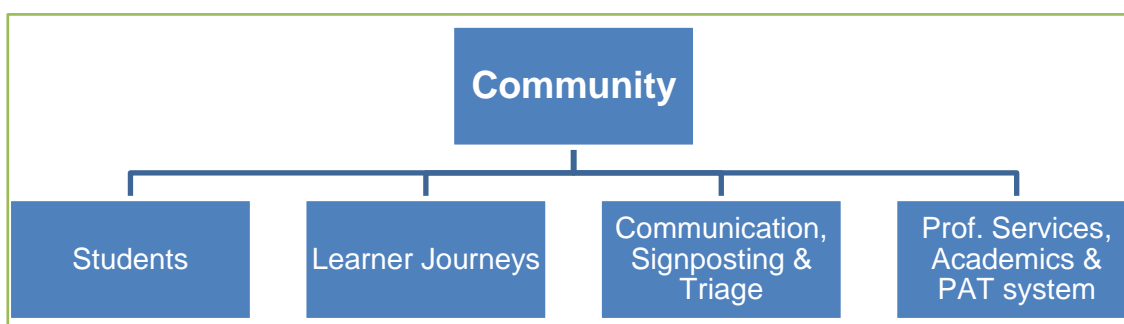 Community
Students
Learner Journeys
Communication,
Signposting &
Triage
Prof. Services,
Academics &
PAT system